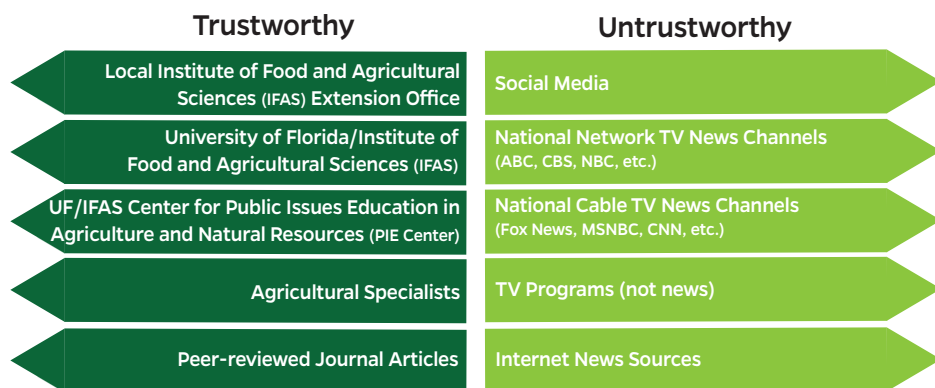 Trustworthy
Untrustworthy
Local Institute of Food and Agricultural
Sciences (IFAS) Extension Office
Social Media
University of Florida/Institute of
Food and Agricultural Sciences (IFAS)
National Network TV News Channels
(ABC, CBS, NBC, etc.)
UF/IFAS Center for Public Issues Education in
Agriculture and Natural Resources (PIE Center)
National Cable TV News Channels
(Fox News, MSNBC, CNN, etc.)
Agricultural Specialists
TV Programs (not news)
Peer-reviewed Journal Articles
Internet News Sources